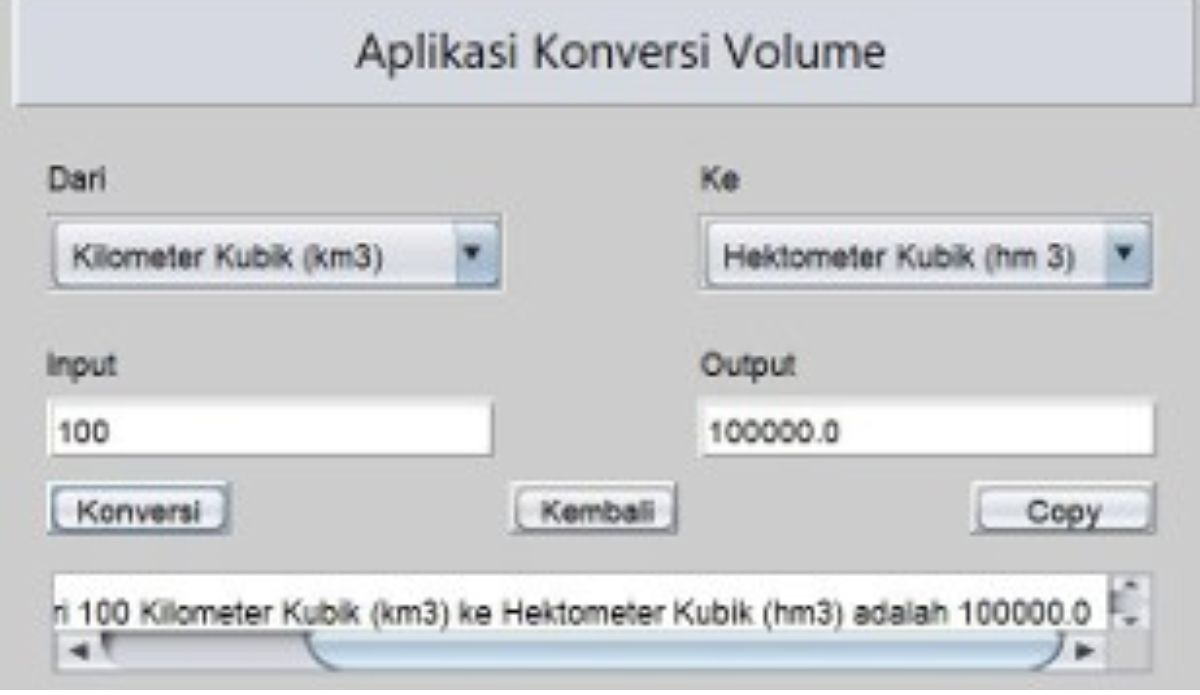 Aplikasi Konversi Volume
Dari
Ke
Kilometer Kubik (km3)
Hektometer Kubik (hm 3)
Input
Output
100
100000.0
Konversi
Kembali
Copy
ri 100 Kilometer Kubik (km3) ke Hektometer Kubik (hm3) adalah 100000.0